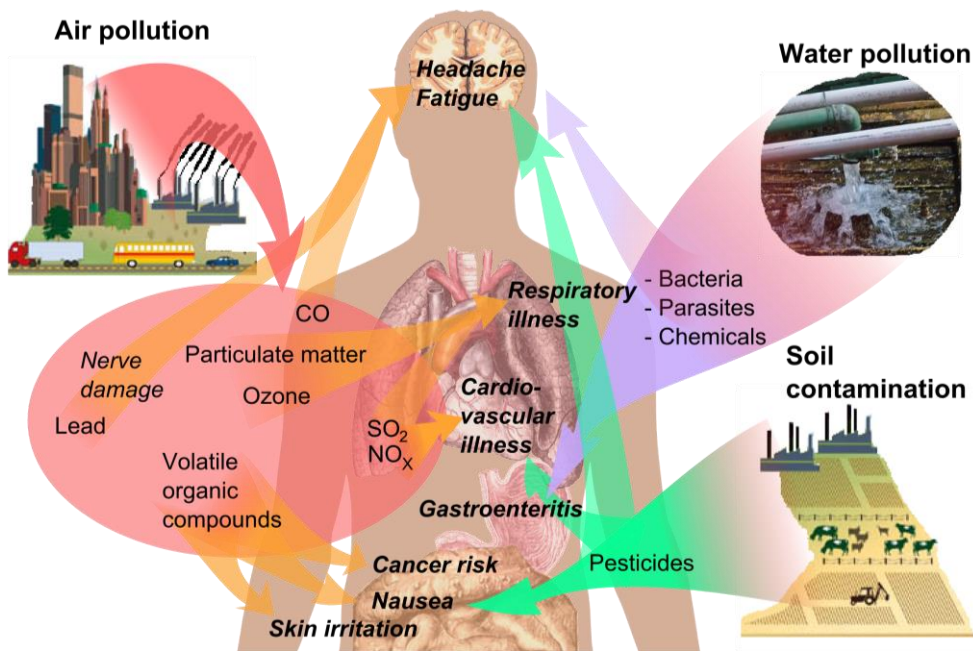 Air pollution
Headache
Fatigue
Water pollution
CO
Particulate matter
Ozone
Nerve
damage
Lead
SO₂
NOₓ
Volatile
organic
compounds
Respiratory
illness
Cardio-
vascular
illness
- Bacteria
- Parasites
- Chemicals
Soil
contamination
Gastroenteritis
Pesticides
Cancer risk
Nausea
Skin irritation